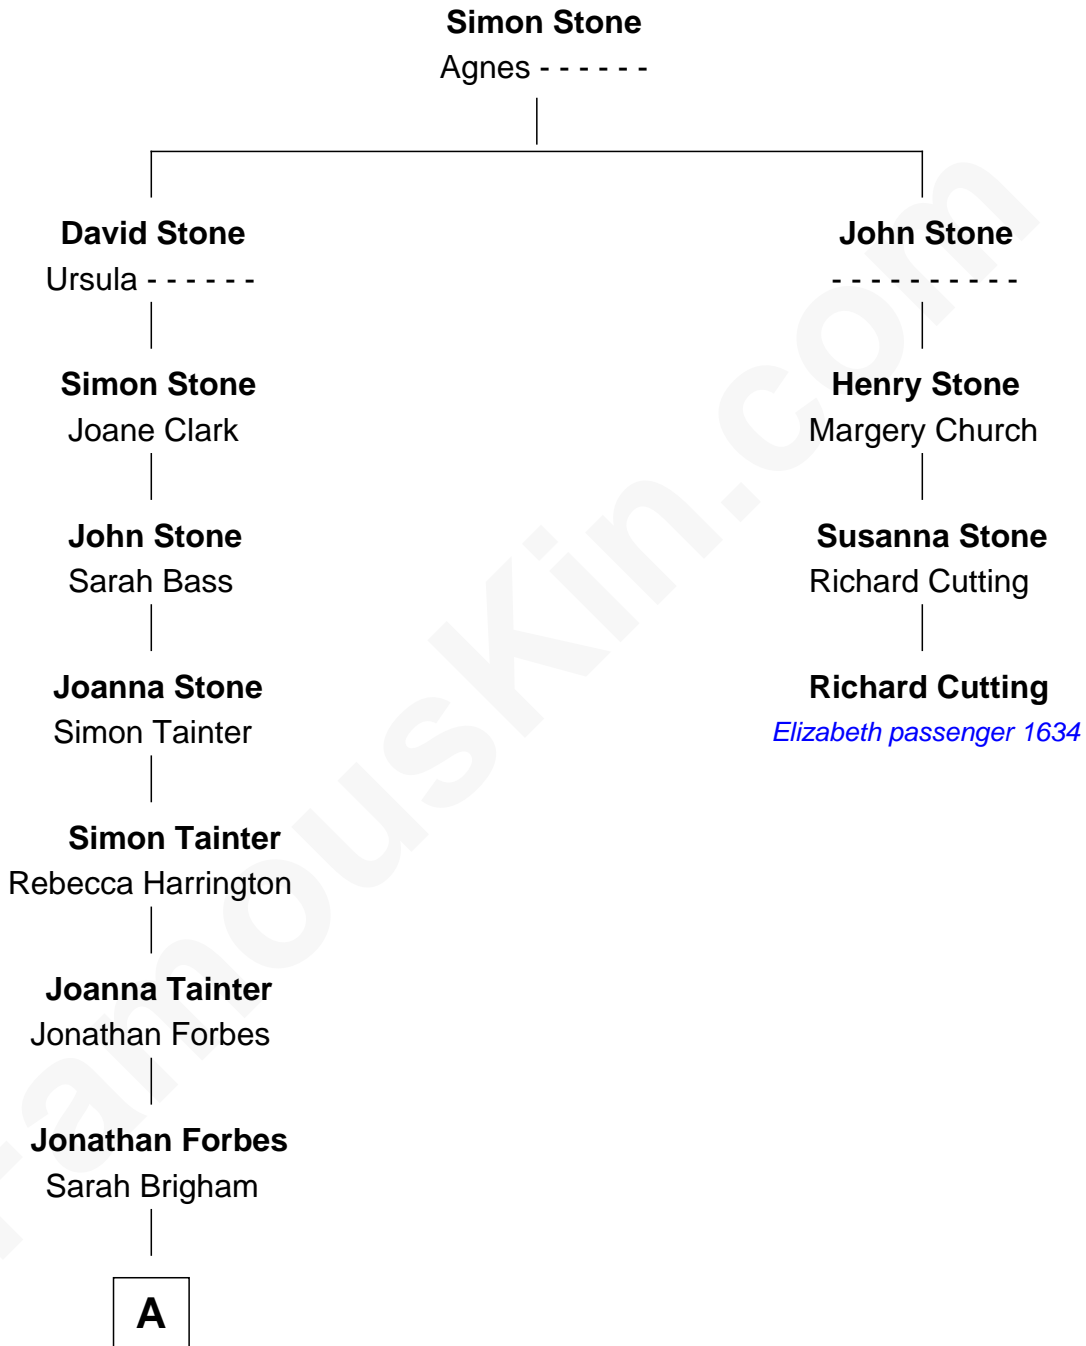 Simon Stone
Agnes - - - - - -
David Stone
Ursula - - - - - -
John Stone
- - - - - - - - - -
Simon Stone
Joane Clark
Henry Stone
Margery Church
John Stone
Sarah Bass
Susanna Stone
Richard Cutting
Joanna Stone
Simon Tainter
Richard Cutting
Elizabeth passenger 1634
Simon Tainter
Rebecca Harrington
Joanna Tainter
Jonathan Forbes
Jonathan Forbes
Sarah Brigham
A
FamousKin.com